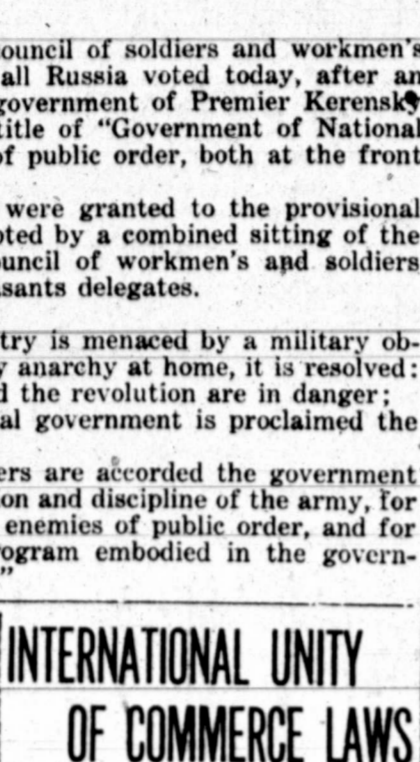 ouncil of soldiers and workmen's
all Russia voted today, after an
government of Premier Kerensky
title of "Government of National
of public order, both at the front
were granted to the provisional
oted by a combined sitting of the
ouncil of workmen's and soldiers
sants delegates.
try is menaced by a military ob-
y anarchy at home, it is resolved:
d the revolution are in danger;
al government is proclaimed the
ers are accorded the government
on and discipline of the army, for
enemies of public order, and for
ogram embodied in the govern-
"
INTERNATIONAL UNITY
OF COMMERCE LAWS